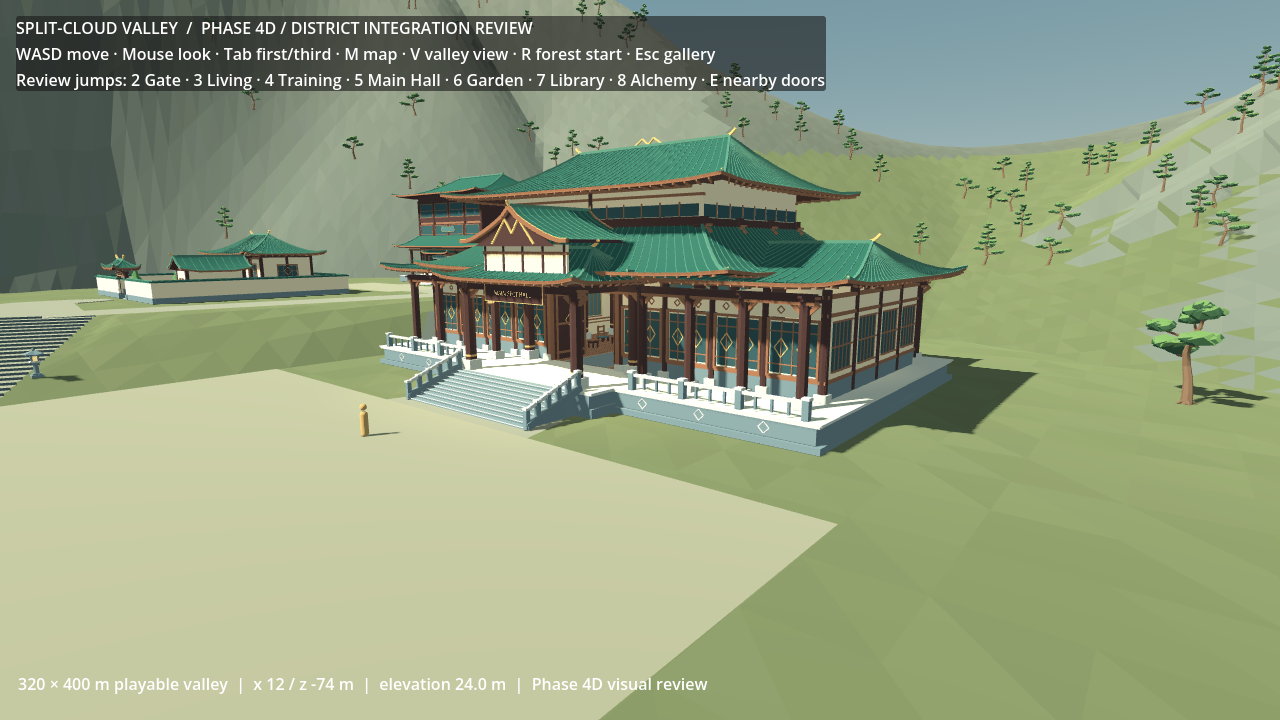 SPLIT-CLOUD VALLEY / PHASE 4D / DISTRICT INTEGRATION REVIEW
WASD move · Mouse look · Tab first/third · M map · V valley view · R forest start · Esc gallery
Review jumps: 2 Gate · 3 Living · 4 Training · 5 Main Hall · 6 Garden · 7 Library · 8 Alchemy · E nearby doors
320 × 400 m playable valley | x 12 / z -74 m | elevation 24.0 m | Phase 4D visual review